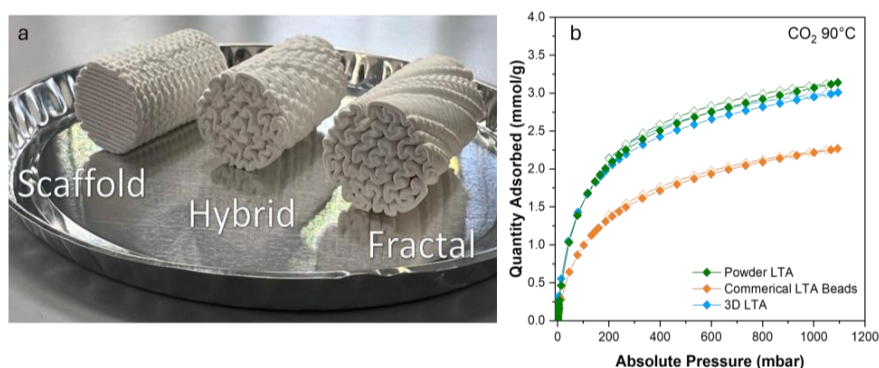 a
Scaffold
Hybrid
Fractal
b
CO₂ 90°C
Quantity Adsorbed (mmol/g)
4.0
3.5
3.0
2.5
2.0
1.5
1.0
0.5
0.0
Powder LTA
Commerical LTA Beads
3D LTA
0 200 400 600 800 1000 1200
Absolute Pressure (mbar)